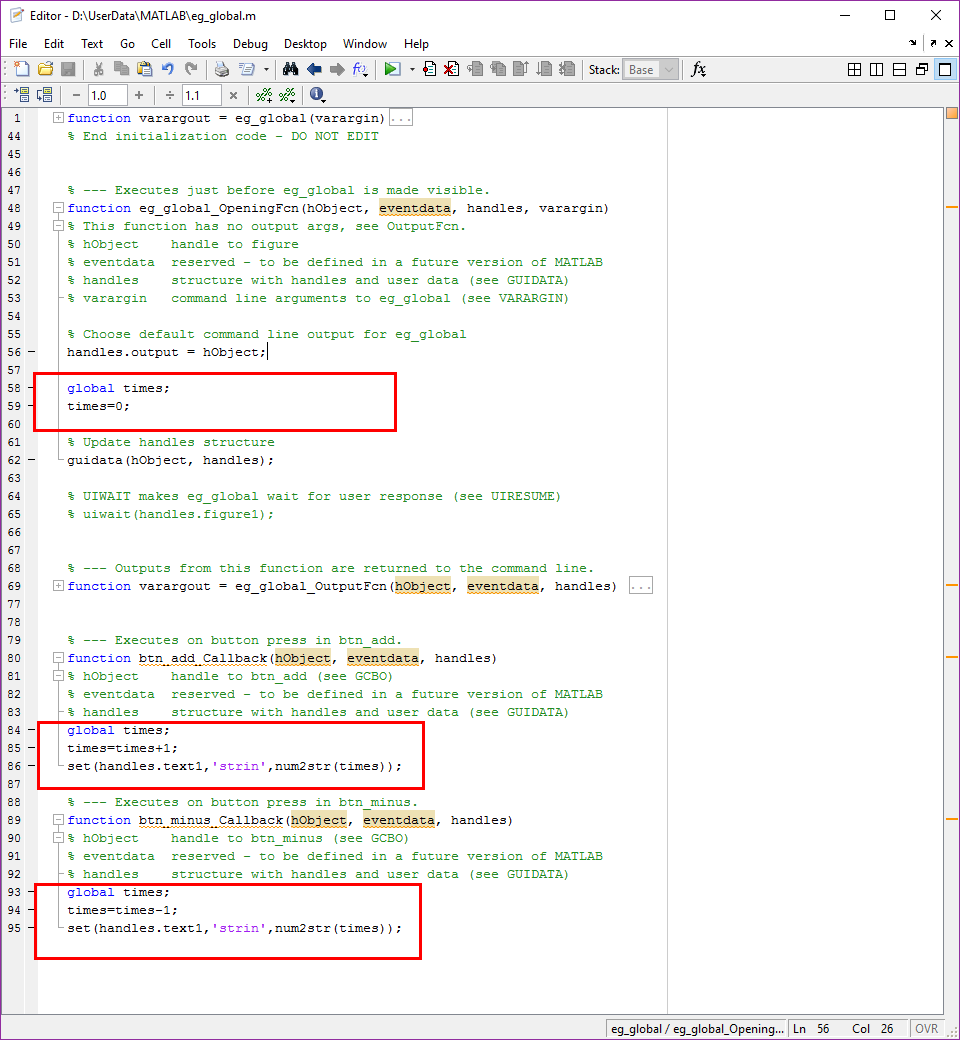 Editor - D:\UserData\MATLAB\eg_global.m
File Edit Text Go Cell Tools Debug Desktop Window Help
Stack: Base fx
− 1.0 + ÷ 1.1 ×
1 function varargout = eg_global(varargin) ...
44 % End initialization code - DO NOT EDIT
45
46
47 % --- Executes just before eg_global is made visible.
48 function eg_global_OpeningFcn(hObject, eventdata, handles, varargin)
49 % This function has no output args, see OutputFcn.
50 % hObject    handle to figure
51 % eventdata  reserved - to be defined in a future version of MATLAB
52 % handles    structure with handles and user data (see GUIDATA)
53 % varargin   command line arguments to eg_global (see VARARGIN)
54
55 % Choose default command line output for eg_global
56 handles.output = hObject;
57
58 global times;
59 times=0;
60
61 % Update handles structure
62 guidata(hObject, handles);
63
64 % UIWAIT makes eg_global wait for user response (see UIRESUME)
65 % uiwait(handles.figure1);
66
67
68 % --- Outputs from this function are returned to the command line.
69 function varargout = eg_global_OutputFcn(hObject, eventdata, handles) ...
77
78
79 % --- Executes on button press in btn_add.
80 function btn_add_Callback(hObject, eventdata, handles)
81 % hObject    handle to btn_add (see GCBO)
82 % eventdata  reserved - to be defined in a future version of MATLAB
83 % handles    structure with handles and user data (see GUIDATA)
84 global times;
85 times=times+1;
86 set(handles.text1,'strin',num2str(times));
87
88 % --- Executes on button press in btn_minus.
89 function btn_minus_Callback(hObject, eventdata, handles)
90 % hObject    handle to btn_minus (see GCBO)
91 % eventdata  reserved - to be defined in a future version of MATLAB
92 % handles    structure with handles and user data (see GUIDATA)
93 global times;
94 times=times-1;
95 set(handles.text1,'strin',num2str(times));
eg_global / eg_global_Opening... Ln 56 Col 26 OVR